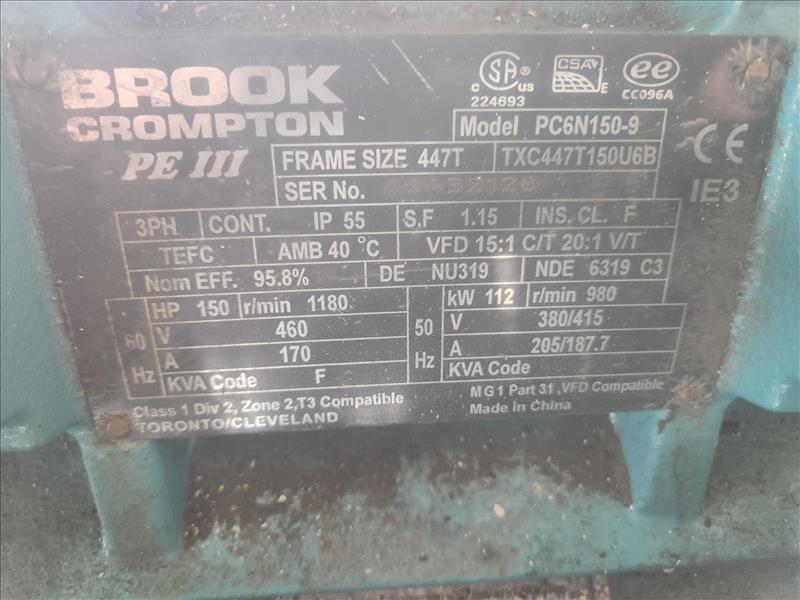 BROOK
CROMPTON
PE III
SA
C US
224693
CSA
E
ee
CC096A
Model PC6N150-9
CE
FRAME SIZE 447T TXC447T150U6B
SER No.
IE3
3PH CONT. IP 55 S.F 1.15 INS. CL. F
TEFC AMB 40 °C VFD 15:1 C/T 20:1 V/T
Nom EFF. 95.8% DE NU319 NDE 6319 C3
60 Hz
HP 150 r/min 1180
V 460
A 170
KVA Code F
50 Hz
kW 112 r/min 980
V 380/415
A 205/187.7
KVA Code
Class 1 Div 2, Zone 2,T3 Compatible
TORONTO/CLEVELAND
MG1 Part 31 ,VFD Compatible
Made in China